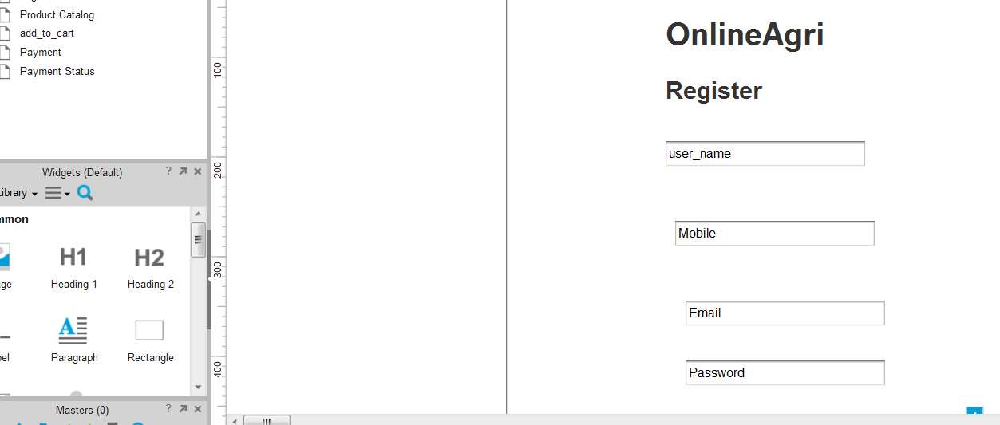 Product Catalog
add_to_cart
Payment
Payment Status
Widgets (Default)
?
ibrary
mmon
H1
H2
ge
Heading 1
Heading 2
A
el
Paragraph
Rectangle
Masters (0)
?
100
200
300
400
OnlineAgri
Register
user_name
Mobile
Email
Password